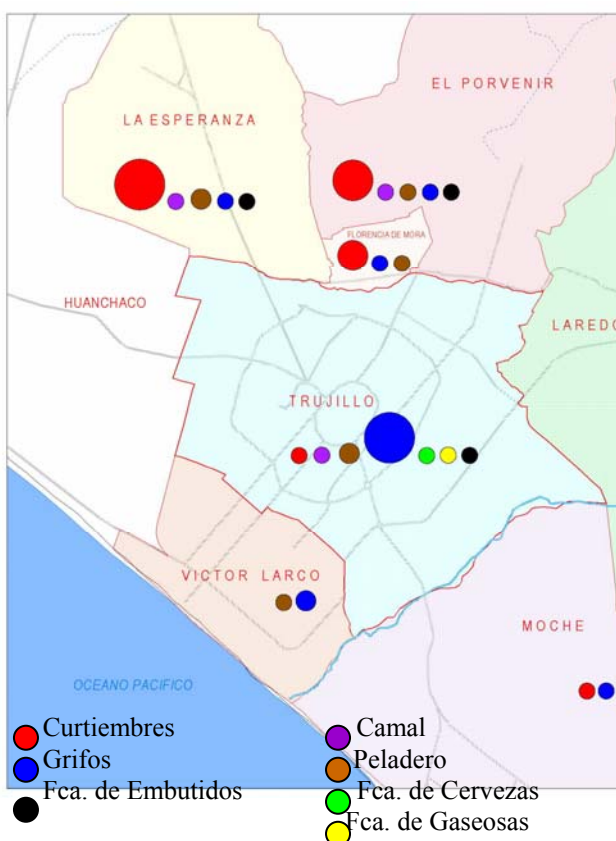 EL PORVENIR
LA ESPERANZA
FLORENCIA DE MORA
HUANCHACO
LAREDO
TRUJILLO
VICTOR LARCO
MOCHE
OCEANO PACIFICO
Curtiembres
Grifos
Fca. de Embutidos
Camal
Peladero
Fca. de Cervezas
Fca. de Gaseosas